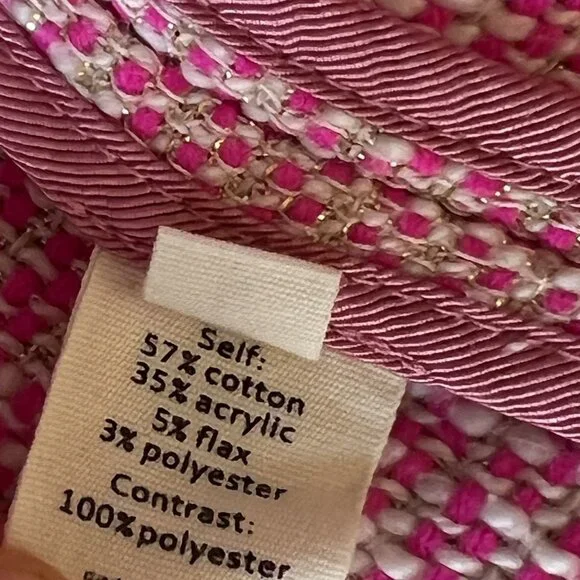 Self:
57% cotton
35% acrylic
5% flax
3% polyester
Contrast:
100%polyester